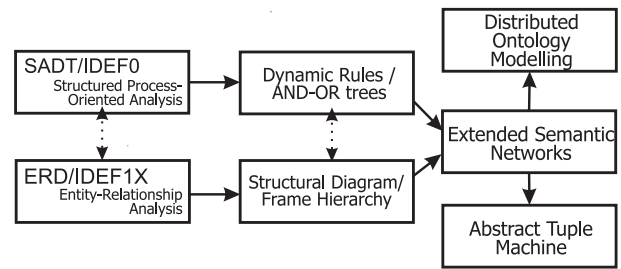 SADT/IDEF0
Structured Process-
Oriented Analysis
Dynamic Rules /
AND-OR trees
Distributed
Ontology
Modelling
ERD/IDEF1X
Entity-Relationship
Analysis
Structural Diagram/
Frame Hierarchy
Extended Semantic
Networks
Abstract Tuple
Machine